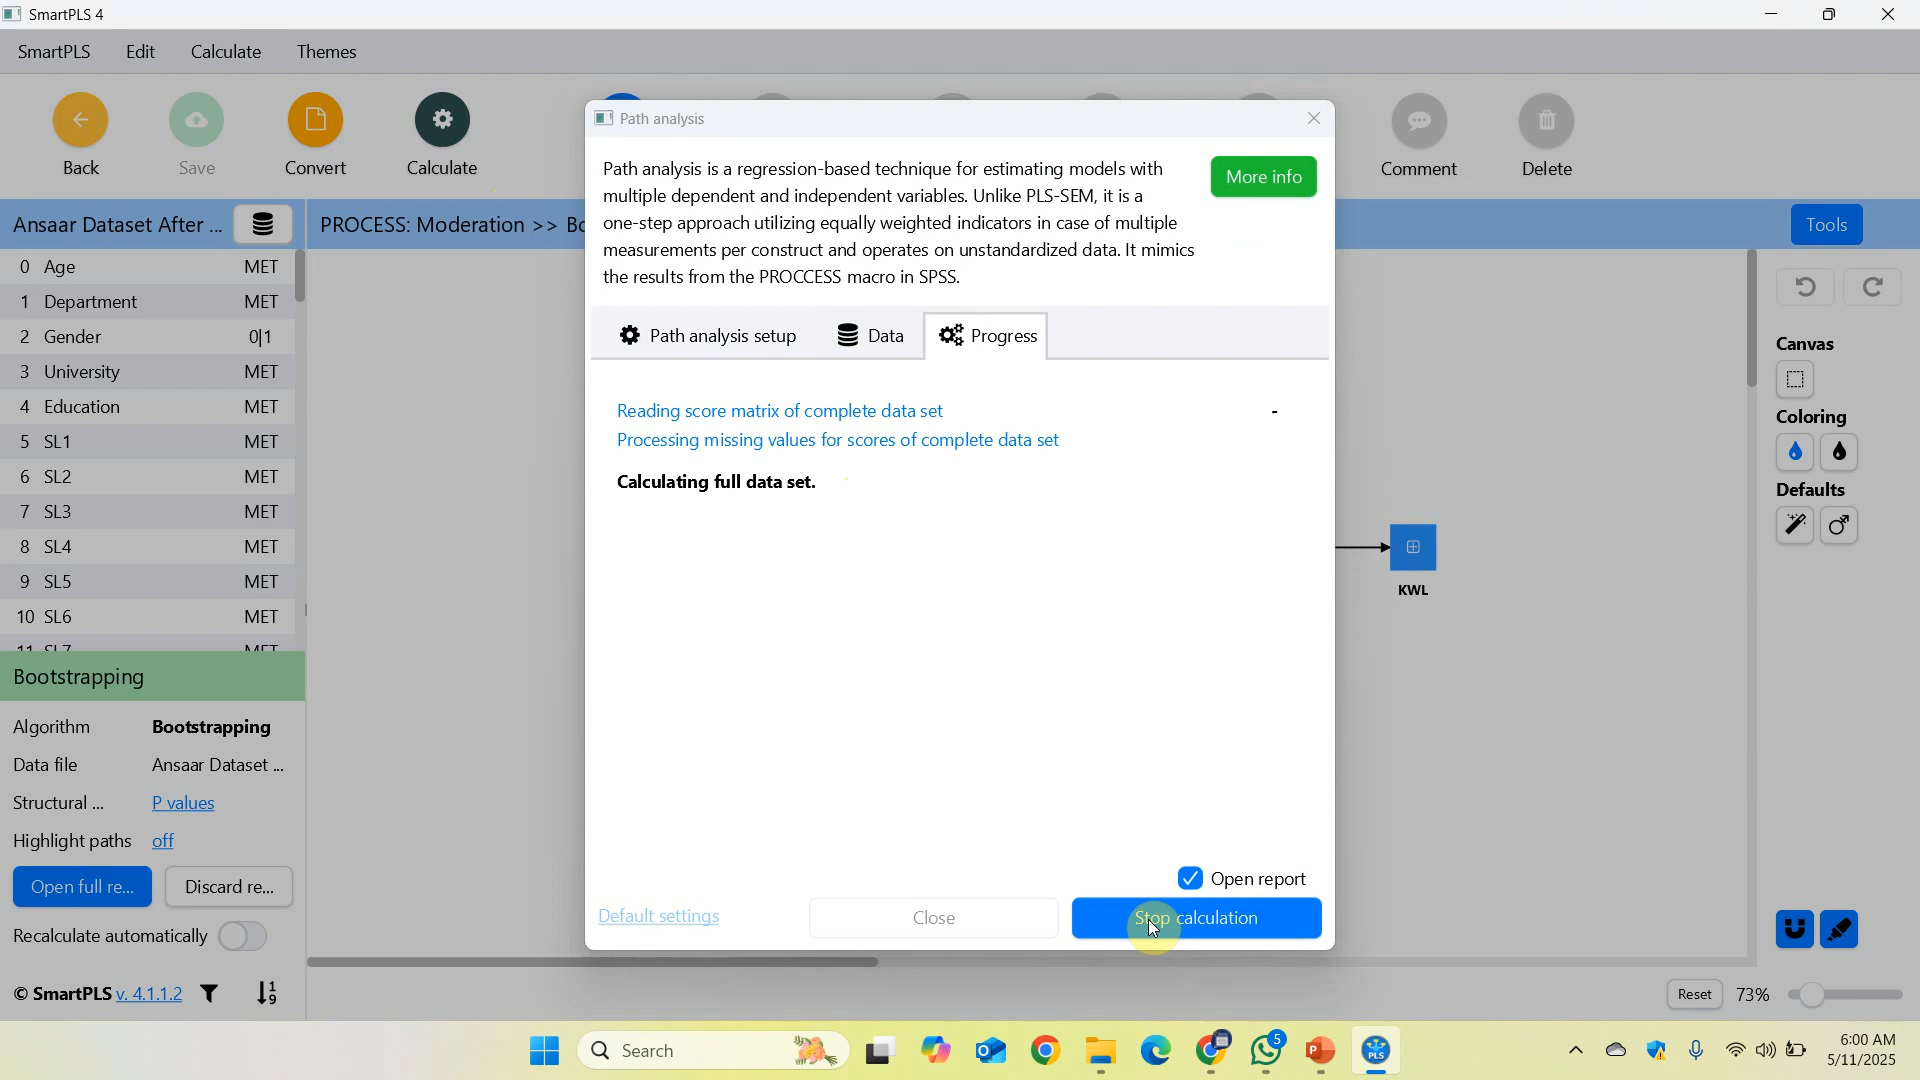 SmartPLS 4
SmartPLS Edit Calculate Themes
Back Save Convert Calculate Comment Delete
Ansaar Dataset After ...
PROCESS: Moderation >>
Tools
0 Age MET
1 Department MET
2 Gender 0|1
3 University MET
4 Education MET
5 SL1 MET
6 SL2 MET
7 SL3 MET
8 SL4 MET
9 SL5 MET
10 SL6 MET
11 SL7 MET
Bootstrapping
Algorithm Bootstrapping
Data file Ansaar Dataset ...
Structural ... P values
Highlight paths off
Open full re... Discard re...
Recalculate automatically
© SmartPLS v. 4.1.1.2
Path analysis
Path analysis is a regression-based technique for estimating models with
multiple dependent and independent variables. Unlike PLS-SEM, it is a
one-step approach utilizing equally weighted indicators in case of multiple
measurements per construct and operates on unstandardized data. It mimics
the results from the PROCCESS macro in SPSS.
More info
Path analysis setup Data Progress
Reading score matrix of complete data set -
Processing missing values for scores of complete data set
Calculating full data set.
Open report
Default settings Close Stop calculation
KWL
Canvas
Coloring
Defaults
Reset 73%
Search
5
PLS
6:00 AM
5/11/2025